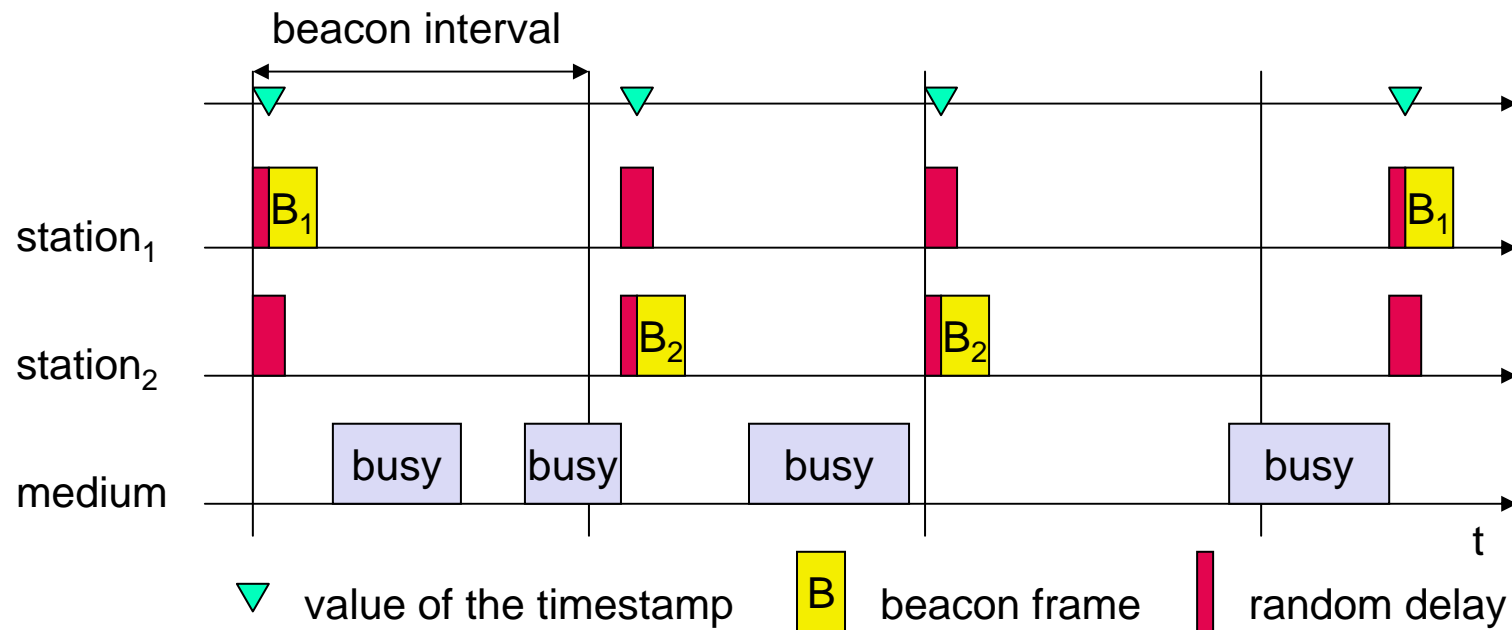 beacon interval
station₁ B₁ B₁
station₂ B₂ B₂
medium busy busy busy busy
t
value of the timestamp B beacon frame random delay